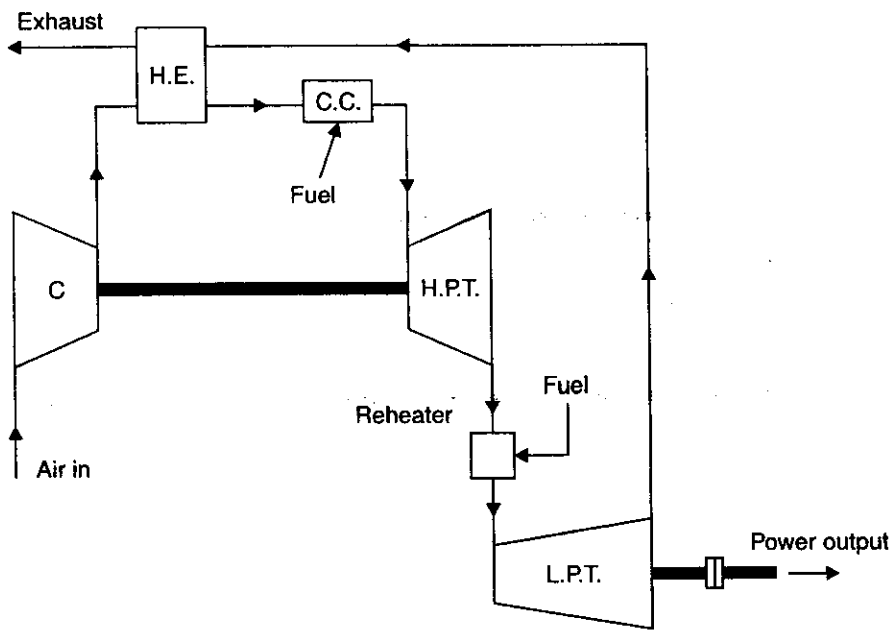 Exhaust
H.E.
C.C.
Fuel
C
H.P.T.
Fuel
Reheater
Air in
Power output
L.P.T.